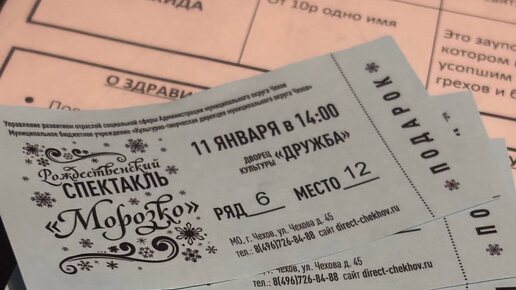 КИДА
От 10р одно имя
Это заупо
котором
усопшим
грехов и б
О ЗДРАВИ
Управление развитием отраслей социальной сферы Администрации муниципального округа Чехов
Муниципальное бюджетное учреждение «Культурно-творческая дирекция муниципального округа Чехов»
Рождественский
СПЕКТАКЛЬ
«Морозко»
11 ЯНВАРЯ В 14:00
ДВОРЕЦ
КУЛЬТУРЫ «ДРУЖБА»
РЯД 6 МЕСТО 12
МО, г. Чехов, ул. Чехова д. 45
тел.: 8(496)726-84-88 сайт direct-chekhov.ru
ПОДАРОК
г. Чехов, ул. Чехова д. 45
тел.: 8(496)726-84-88 сайт direct-chekhov.ru
ПО